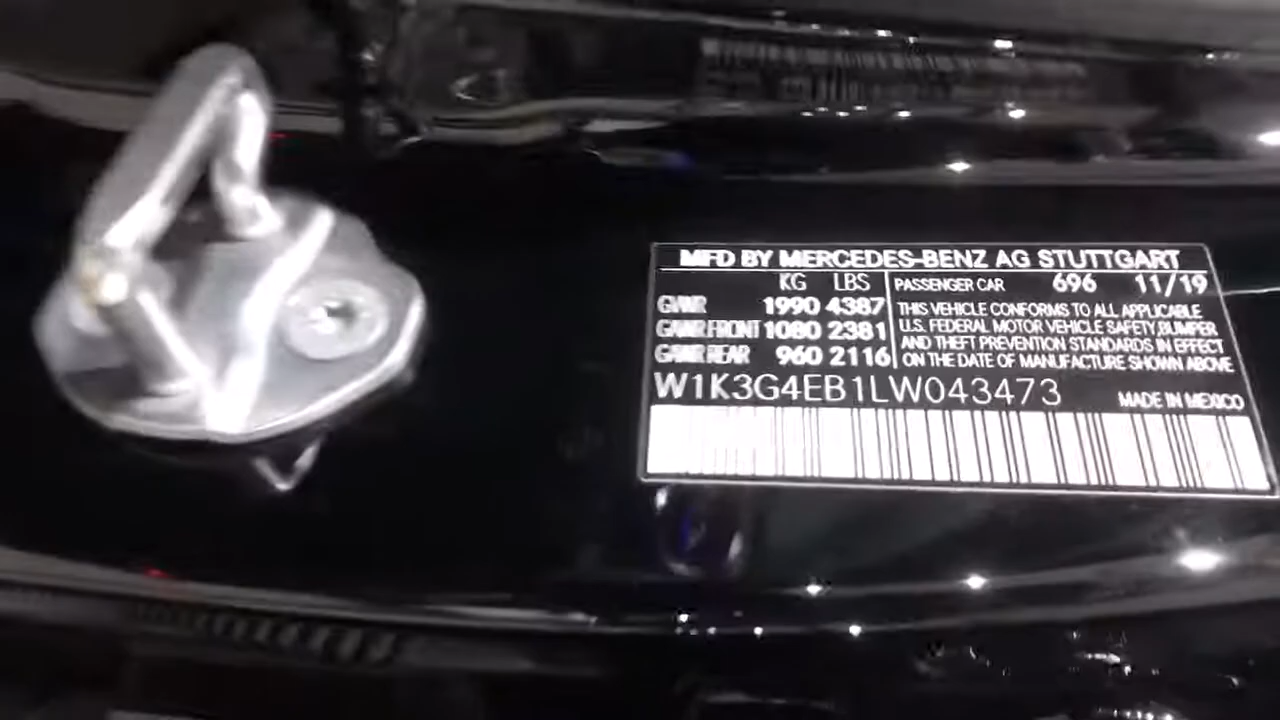 MFD BY MERCEDES-BENZ AG STUTTGART
KG LBS
GVWR 1990 4387
GAWR FRONT 1080 2381
GAWR REAR 960 2116
PASSENGER CAR 696 11/19
THIS VEHICLE CONFORMS TO ALL APPLICABLE
U.S. FEDERAL MOTOR VEHICLE SAFETY, BUMPER
AND THEFT PREVENTION STANDARDS IN EFFECT
ON THE DATE OF MANUFACTURE SHOWN ABOVE
W1K3G4EB1LW043473
MADE IN MEXICO